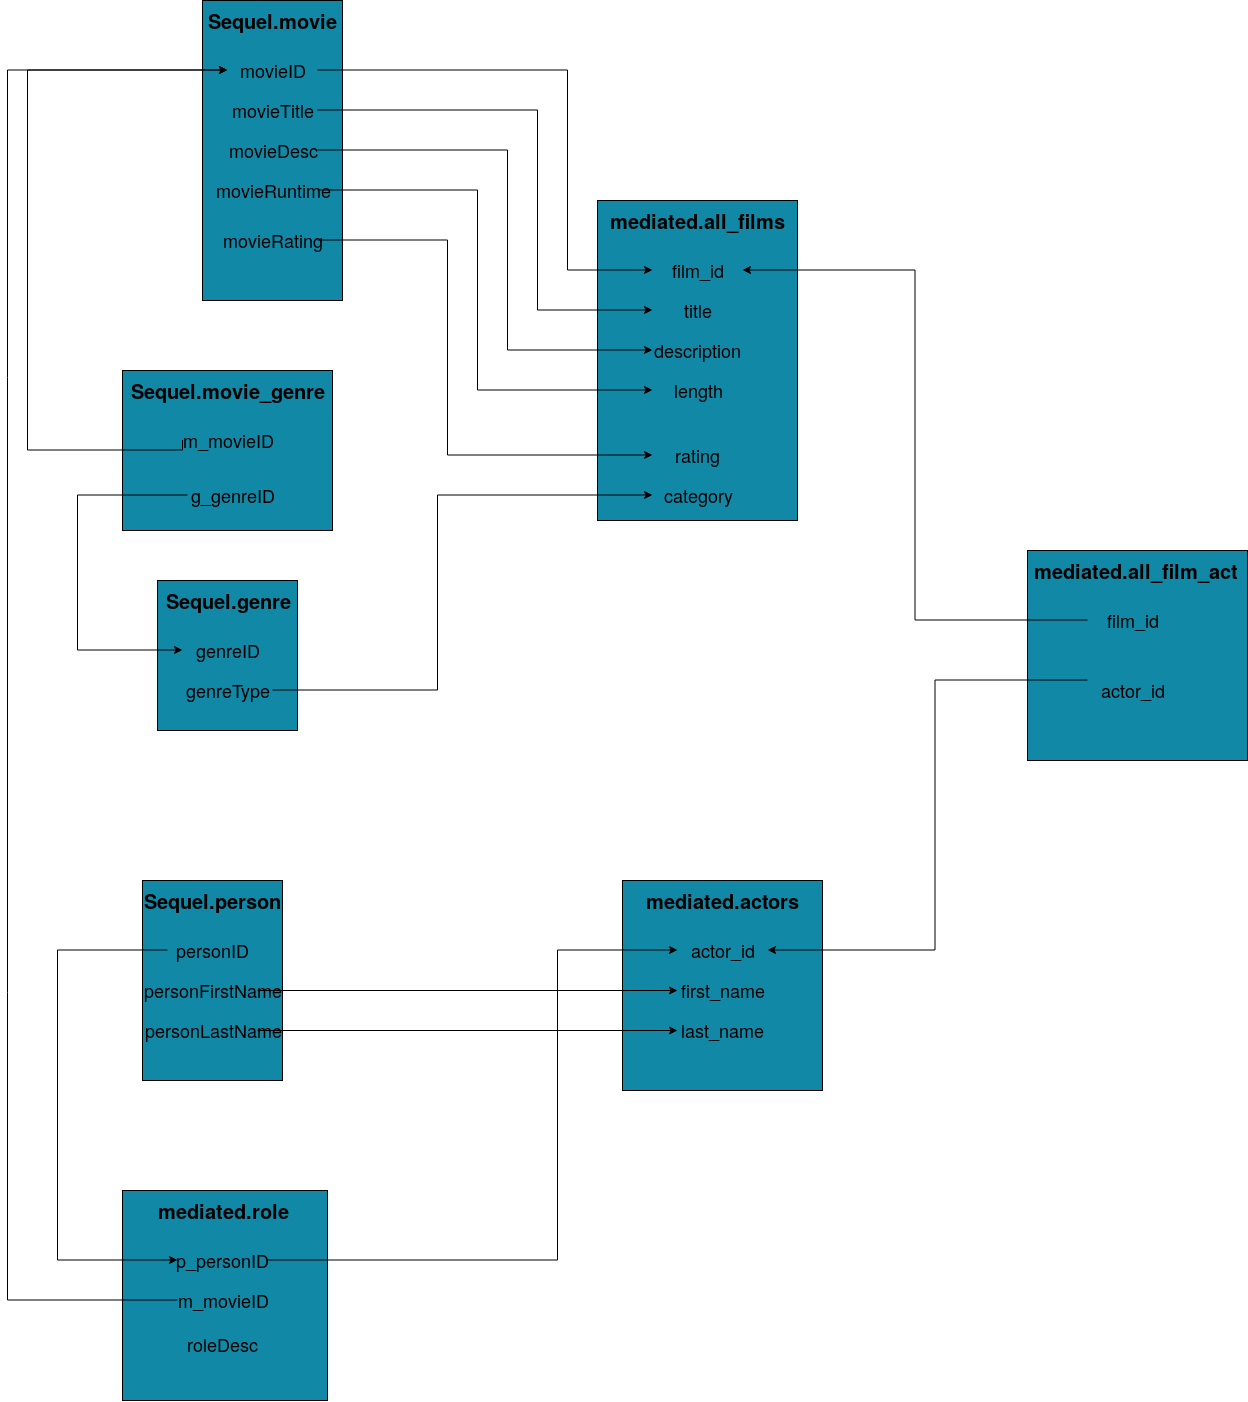 Sequel.movie
movieID
movieTitle
movieDesc
movieRuntime
movieRating
mediated.all_films
film_id
title
description
length
rating
category
Sequel.movie_genre
m_movieID
g_genreID
Sequel.genre
genreID
genreType
mediated.all_film_act
film_id
actor_id
Sequel.person
personID
personFirstName
personLastName
mediated.actors
actor_id
first_name
last_name
mediated.role
p_personID
m_movieID
roleDesc